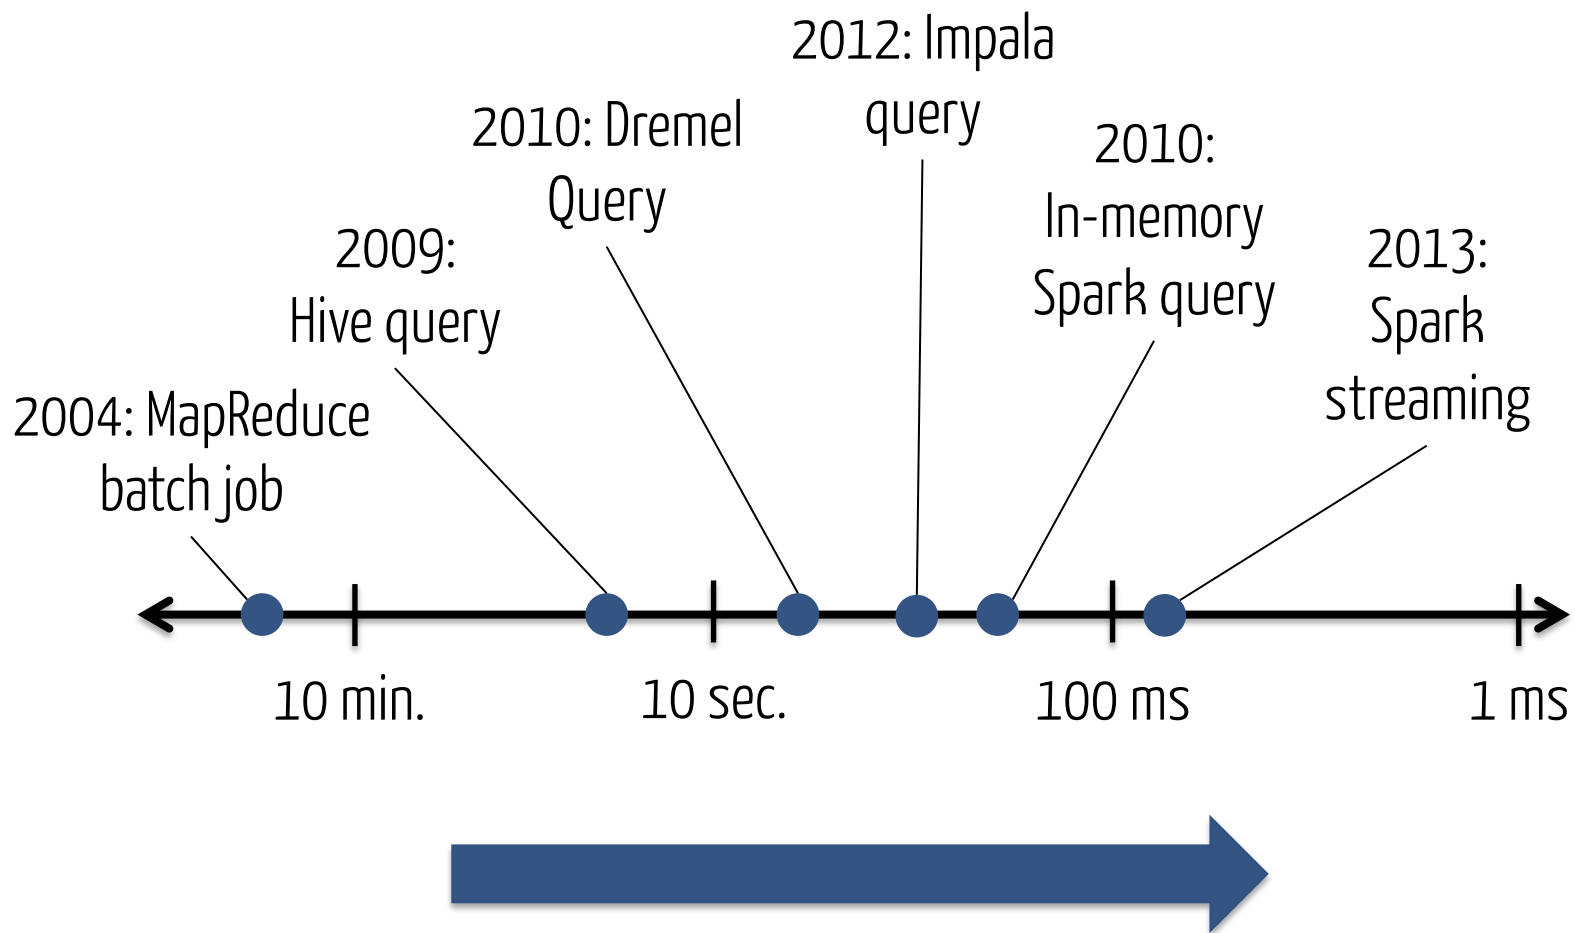 2004: MapReduce
batch job
2009:
Hive query
2010: Dremel
Query
2012: Impala
query
2010:
In-memory
Spark query
2013:
Spark
streaming
10 min.
10 sec.
100 ms
1 ms